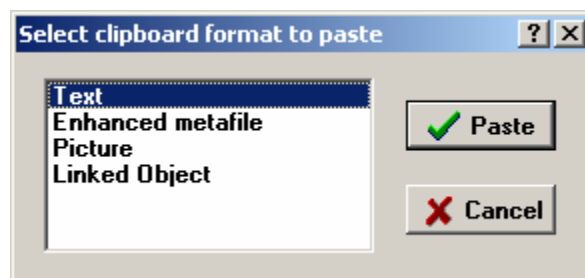 Select clipboard format to paste
Text
Enhanced metafile
Picture
Linked Object
Paste
Cancel